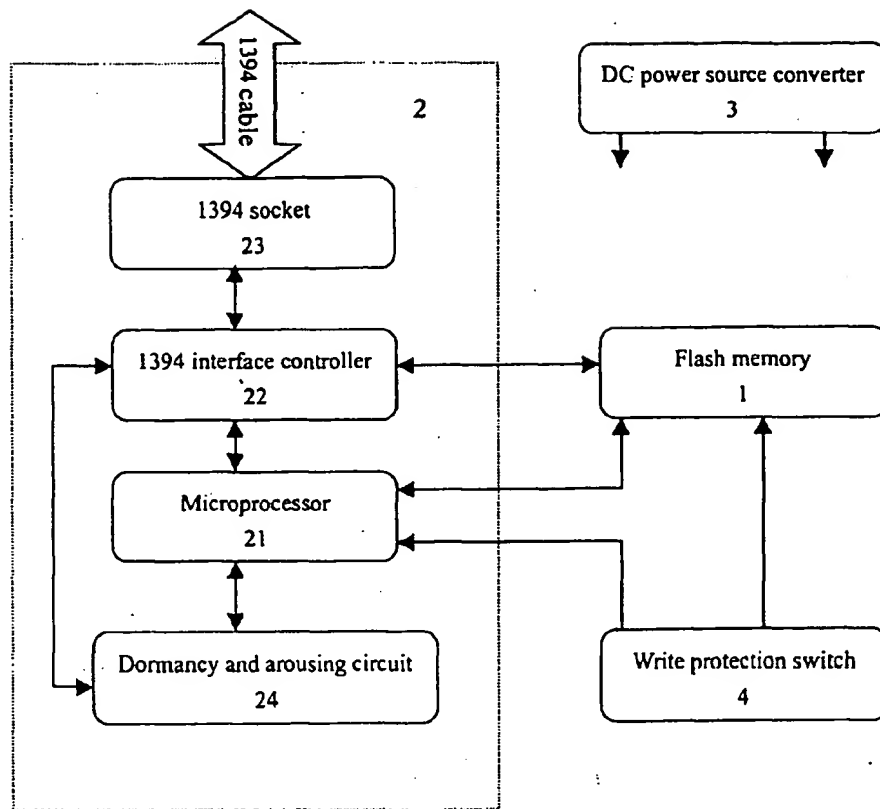 1394 cable
2
DC power source converter
3
1394 socket
23
1394 interface controller
22
Flash memory
1
Microprocessor
21
Dormancy and arousing circuit
24
Write protection switch
4